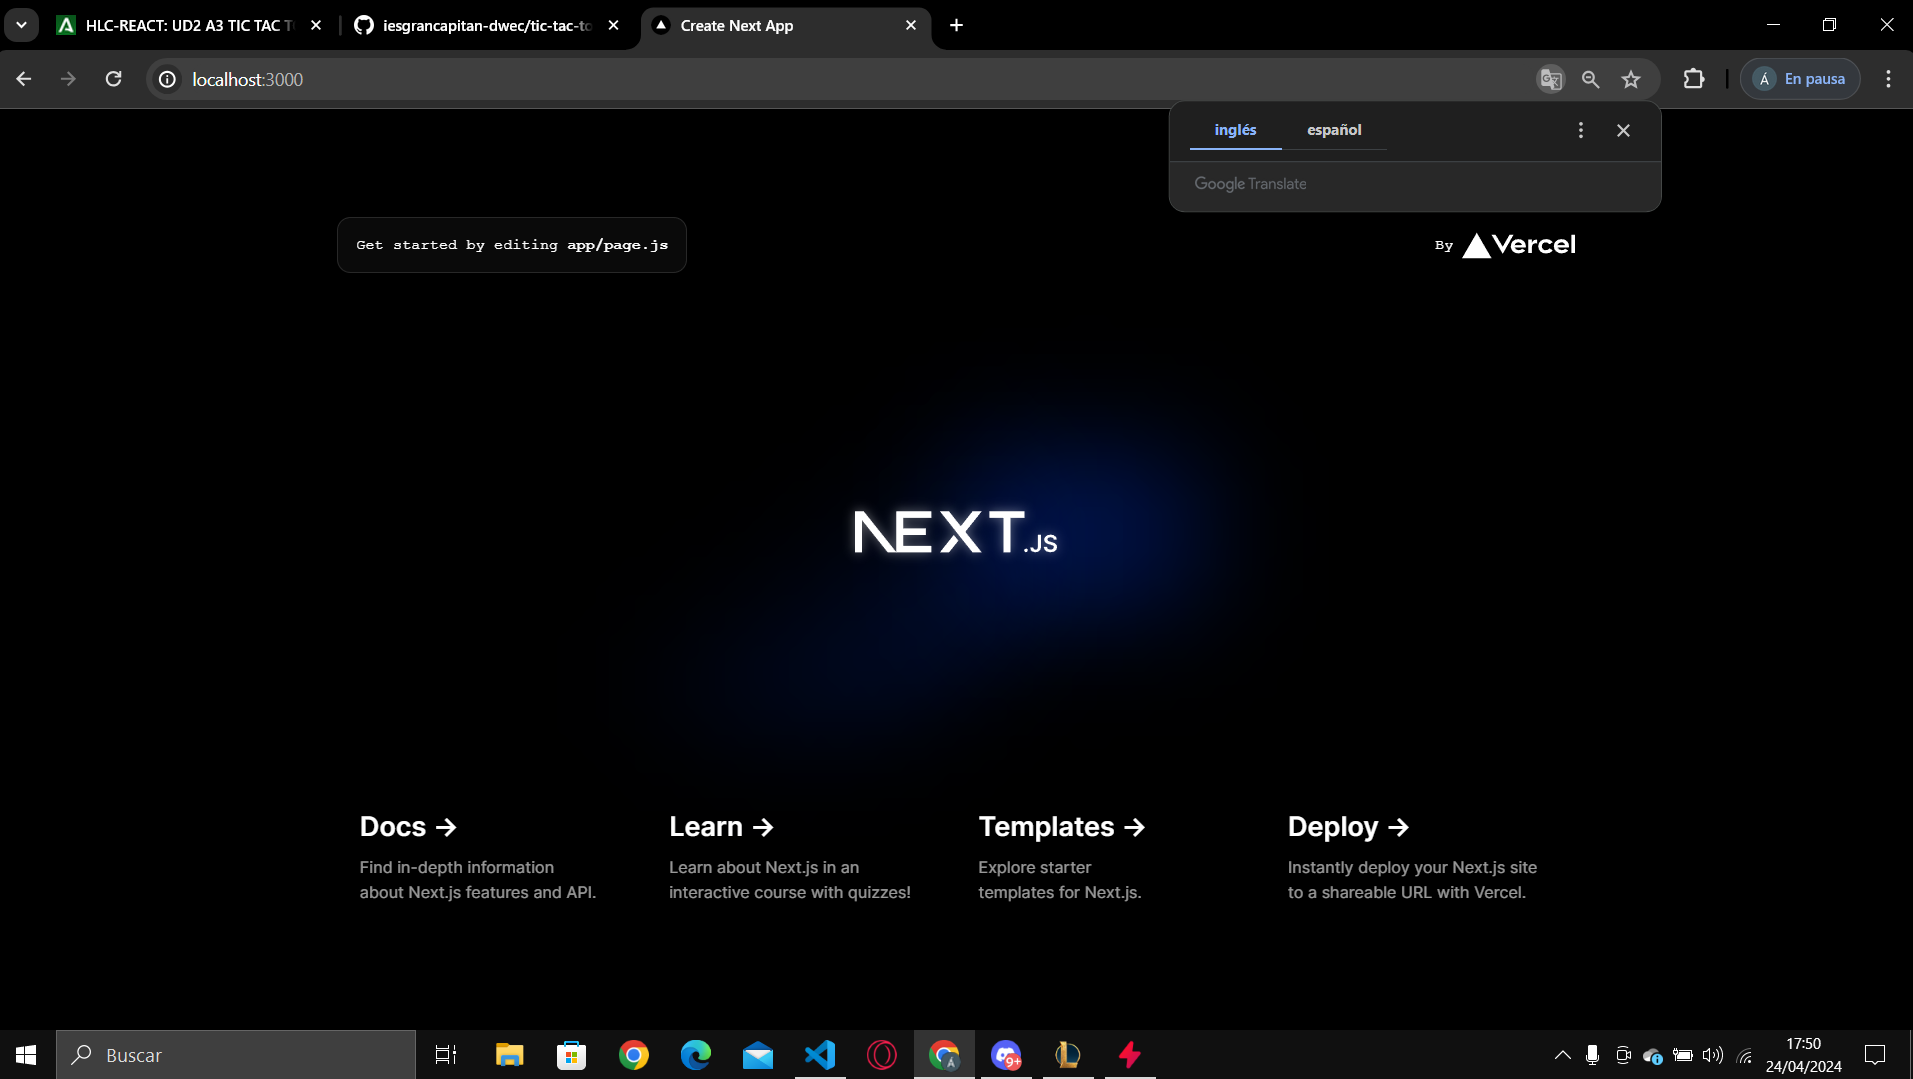 HLC-REACT: UD2 A3 TIC TAC T
iesgrancapitan-dwec/tic-tac-to
Create Next App
localhost:3000
Á En pausa
inglés español
Google Translate
Get started by editing app/page.js
By Vercel
NEXT.JS
Docs →
Find in-depth information
about Next.js features and API.
Learn →
Learn about Next.js in an
interactive course with quizzes!
Templates →
Explore starter
templates for Next.js.
Deploy →
Instantly deploy your Next.js site
to a shareable URL with Vercel.
Buscar
9+
17:50
24/04/2024